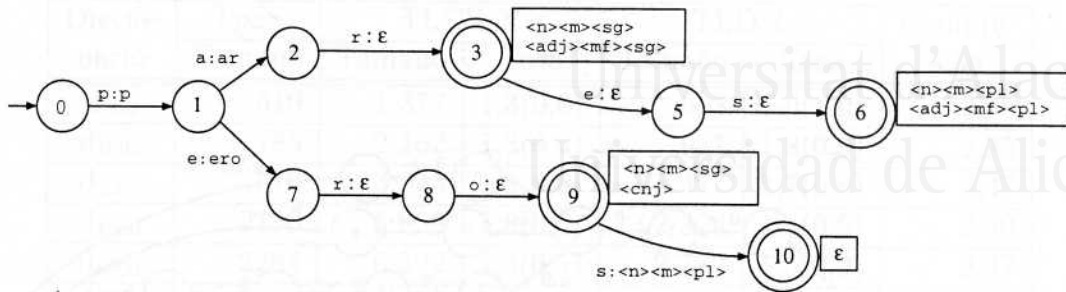 <n><m><sg>
<adj><mf><sg>
r:ε
2
3
a:ar
Universitat d'Alac
e:ε
<n><m><pl>
<adj><mf><pl>
s:ε
0
p:p
1
5
6
e:ero
<n><m><sg>
<cnj>
Universidad de Alic
7
r:ε
8
o:ε
9
s:<n><m><pl>
10
ε